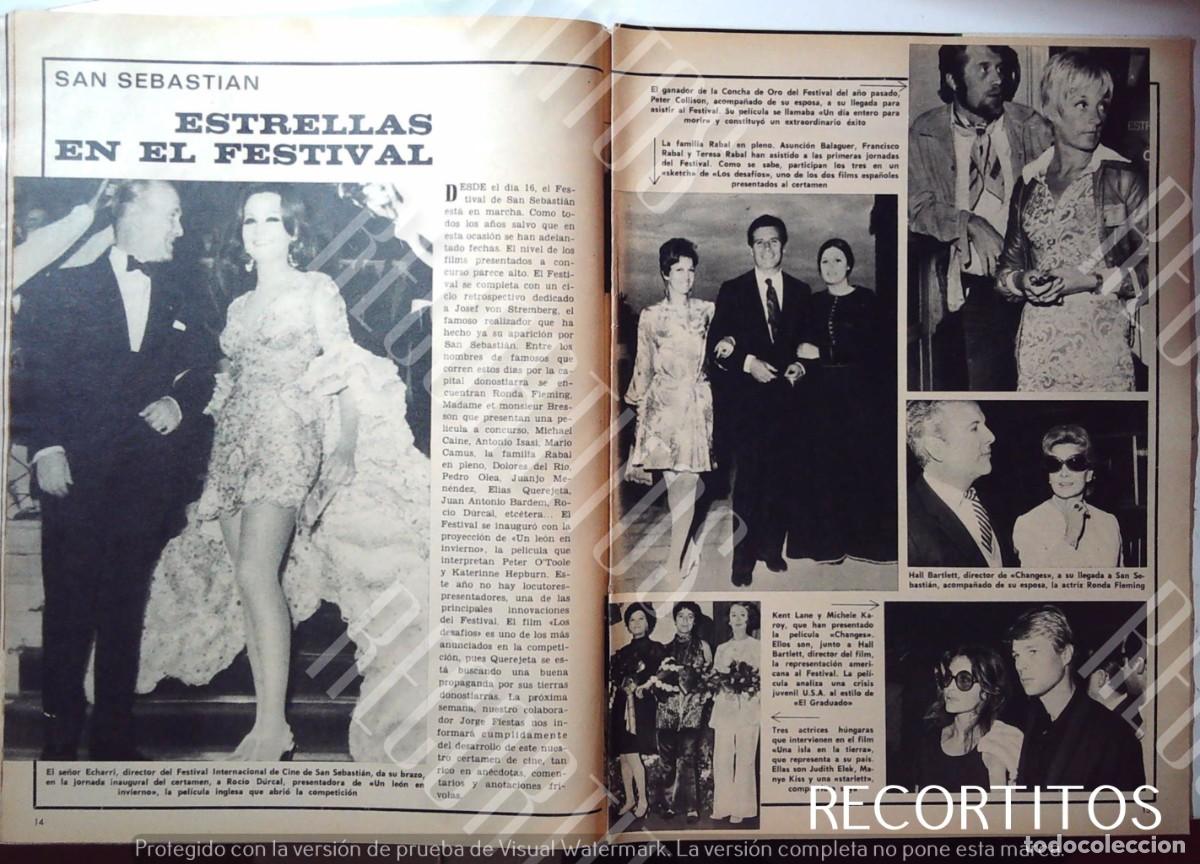 SAN SEBASTIAN
ESTRELLAS
EN EL FESTIVAL
DESDE el día 16, el Fes-
tival de San Sebastián
está en marcha. Como to-
dos los años salvo que en
esta ocasión se han adelan-
tado fechas. El nivel de los
films presentados a con-
curso parece alto. El Festi-
val se completa con un ci-
clo retrospectivo dedicado
a Josef von Stremberg, el
famoso realizador que ha
hecho ya su aparición por
San Sebastián. Entre los
nombres de famosos que
corren estos días por la ca-
pital donostiarra se en-
cuentran Ronda Fleming,
Madame et monsieur Bres-
son que presentan una pe-
lícula a concurso, Michael
Caine, Antonio Isasi, Mario
Camus, la familia Rabal
en pleno, Dolores del Río,
Pedro Olea, Juanjo Me-
néndez, Elías Querejeta,
Juan Antonio Bardem, Ro-
cío Dúrcal, etcétera... El
Festival se inauguró con la
proyección de «Un león en
invierno», la película que
interpretan Peter O'Toole
y Katerinne Hepburn. Es-
te año no hay locutores-
presentadores, una de las
principales innovaciones
del Festival. El film «Los
desafíos» es uno de los más
anunciados en la competi-
ción, pues Querejeta se es-
tá buscando una buena
propaganda por sus tierras
donostiarras. La próxima
semana, nuestro colabora-
dor Jorge Fiestas nos in-
formará cumplidamente
del desarrollo de este nues-
tro certamen de cine, tan
rico en anécdotas, comen-
tarios y anotaciones frí-
volas.
El señor Echarri, director del Festival Internacional de Cine de San Sebastián, da su brazo,
en la jornada inaugural del certamen, a Rocío Dúrcal, presentadora de «Un león en
invierno», la película inglesa que abrió la competición
14
El ganador de la Concha de Oro del Festival del año pasado,
Peter Collison, acompañado de su esposa, a su llegada para
asistir al Festival. Su película se llamaba «Un día entero para
morir» y constituyó un extraordinario éxito
La familia Rabal en pleno. Asunción Balaguer, Francisco
Rabal y Teresa Rabal han asistido a las primeras jornadas
del Festival. Como se sabe, participan los tres en un
«sketch» de «Los desafíos», uno de los dos films españoles
presentados al certamen
Hall Bartlett, director de «Changes», a su llegada a San Se-
bastián, acompañado de su esposa, la actriz Ronda Fleming
Kent Lane y Michele Ka-
roy, que han presentado
la película «Changes».
Ellos son, junto a Hall
Bartlett, director del film,
la representación ameri-
cana al Festival. La pelí-
cula analiza una crisis
juvenil U.S.A. al estilo de
«El Graduado»
Tres actrices húngaras
que intervienen en el film
«Una isla en la tierra»,
que representa a su país.
Ellas son Judith Elek, Ma-
nye Kiss y una «starlett»,
RECORTITOS
todocoleccion
Protegido con la versión de prueba de Visual Watermark. La versión completa no pone esta marca.